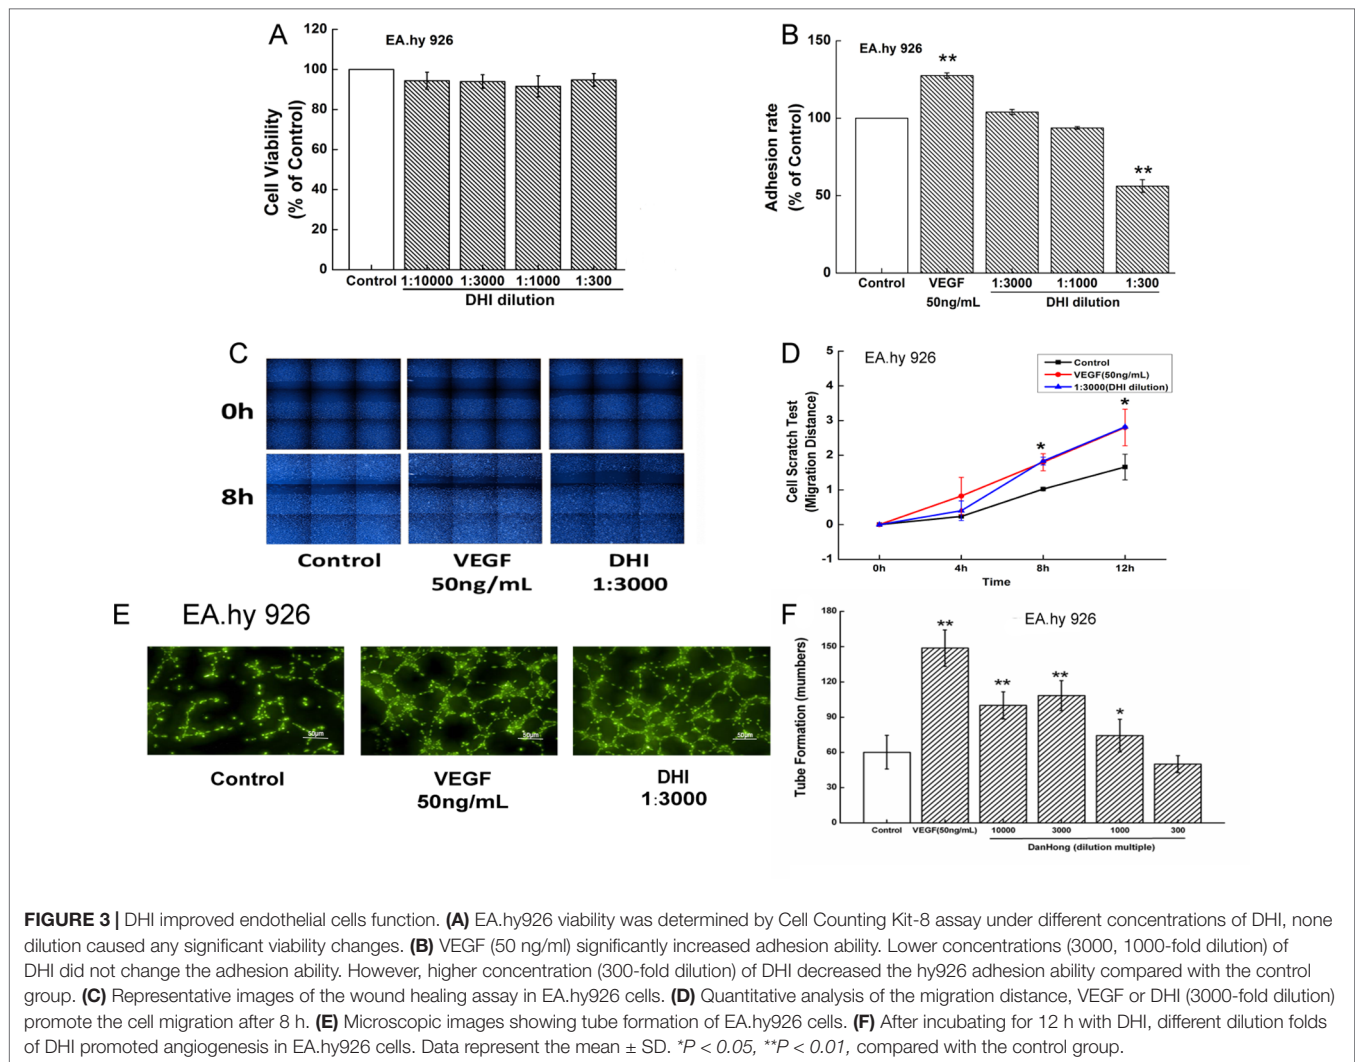 A
EA.hy 926
Cell Viability
(% of Control)
120
100
80
60
40
20
0
Control 1:10000 1:3000 1:1000 1:300
DHI dilution
B
EA.hy 926
Adhesion rate
(% of Control)
150
100
50
0
**
**
Control VEGF 1:3000 1:1000 1:300
50ng/mL DHI dilution
C
0h
8h
Control VEGF DHI
50ng/mL 1:3000
D
EA.hy 926
Control
VEGF(50ng/mL)
1:3000(DHI dilution)
Cell Scratch Test
(Migration Distance)
5
4
3
2
1
0
-1
*
*
0h 4h 8h 12h
Time
E EA.hy 926
50μm 50μm 50μm
Control VEGF DHI
50ng/mL 1:3000
F
EA.hy 926
Tube Formation (mumbers)
180
150
120
90
60
30
0
**
**
**
*
Control VEGF(50ng/mL) 10000 3000 1000 300
DanHong (dilution multiple)
FIGURE 3 | DHI improved endothelial cells function. (A) EA.hy926 viability was determined by Cell Counting Kit-8 assay under different concentrations of DHI, none
dilution caused any significant viability changes. (B) VEGF (50 ng/ml) significantly increased adhesion ability. Lower concentrations (3000, 1000-fold dilution) of
DHI did not change the adhesion ability. However, higher concentration (300-fold dilution) of DHI decreased the hy926 adhesion ability compared with the control
group. (C) Representative images of the wound healing assay in EA.hy926 cells. (D) Quantitative analysis of the migration distance, VEGF or DHI (3000-fold dilution)
promote the cell migration after 8 h. (E) Microscopic images showing tube formation of EA.hy926 cells. (F) After incubating for 12 h with DHI, different dilution folds
of DHI promoted angiogenesis in EA.hy926 cells. Data represent the mean ± SD. *P < 0.05, **P < 0.01, compared with the control group.